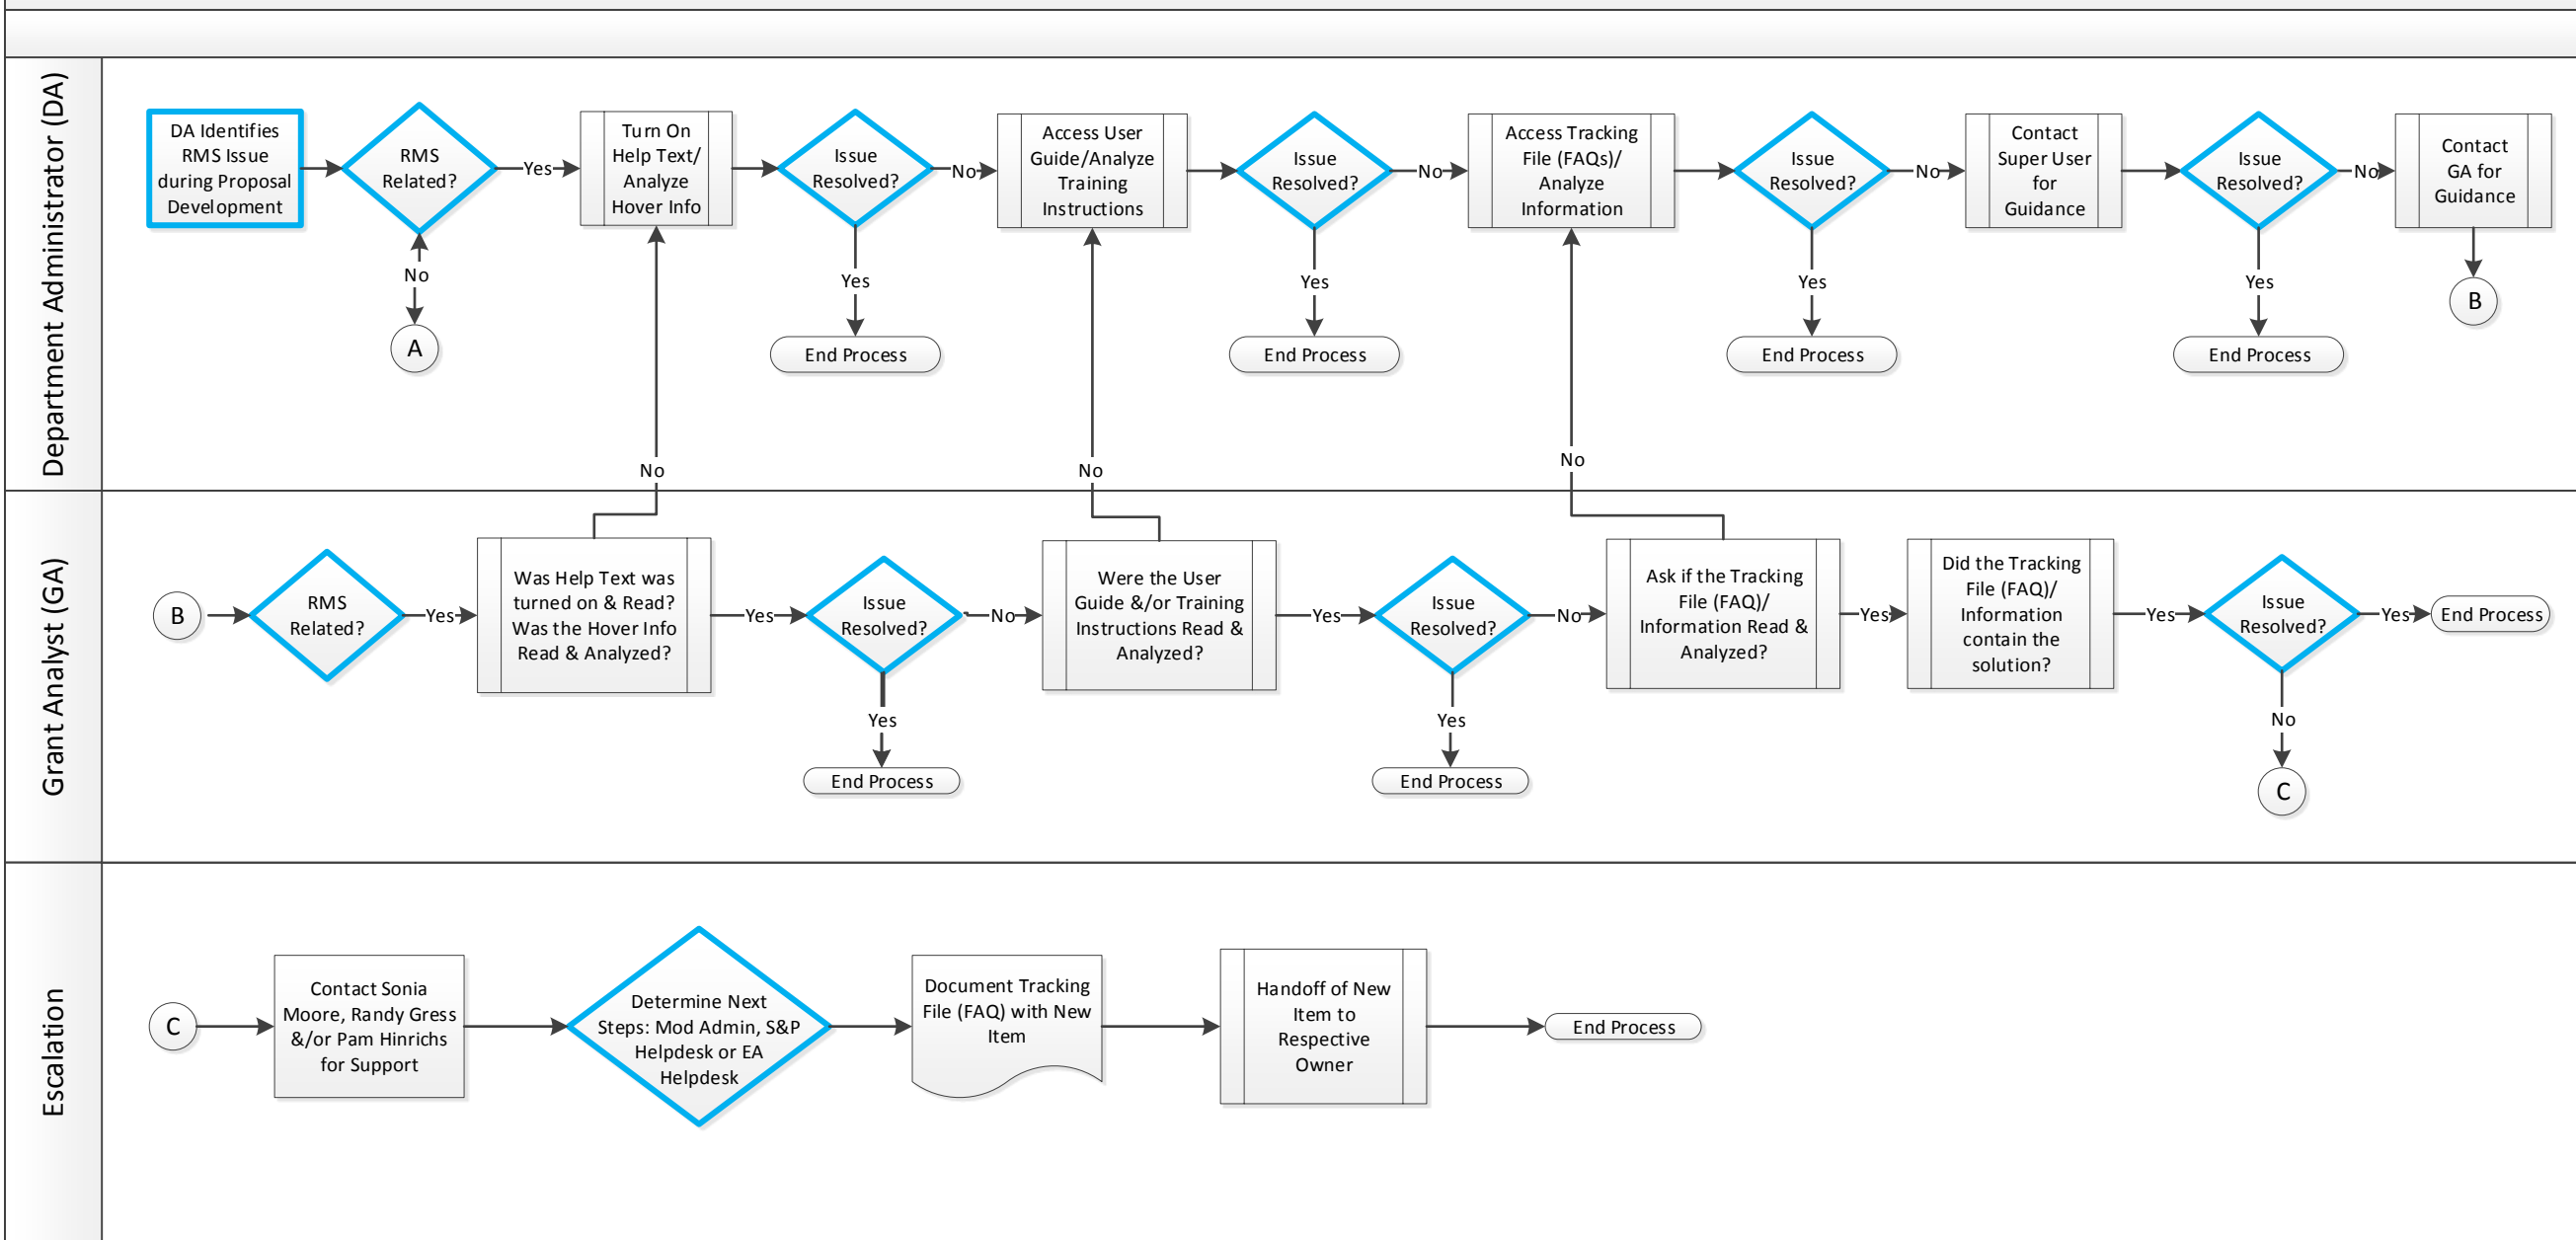 Department Administrator (DA)
DA Identifies
RMS Issue
during Proposal
Development
RMS
Related?
Yes
No
A
Turn On
Help Text/
Analyze
Hover Info
Issue
Resolved?
No
Yes
End Process
Access User
Guide/Analyze
Training
Instructions
Issue
Resolved?
No
Yes
End Process
Access Tracking
File (FAQs)/
Analyze
Information
Issue
Resolved?
No
Yes
End Process
Contact
Super User
for
Guidance
Issue
Resolved?
No
Yes
End Process
Contact
GA for
Guidance
B
No
No
No
Grant Analyst (GA)
B
RMS
Related?
Yes
Was Help Text was
turned on & Read?
Was the Hover Info
Read & Analyzed?
Yes
Issue
Resolved?
No
Yes
End Process
Were the User
Guide &/or Training
Instructions Read &
Analyzed?
Yes
Issue
Resolved?
No
Yes
End Process
Ask if the Tracking
File (FAQ)/
Information Read &
Analyzed?
Yes
Did the Tracking
File (FAQ)/
Information
contain the
solution?
Yes
Issue
Resolved?
Yes
End Process
No
C
Escalation
C
Contact Sonia
Moore, Randy Gress
&/or Pam Hinrichs
for Support
Determine Next
Steps: Mod Admin, S&P
Helpdesk or EA
Helpdesk
Document Tracking
File (FAQ) with New
Item
Handoff of New
Item to
Respective
Owner
End Process